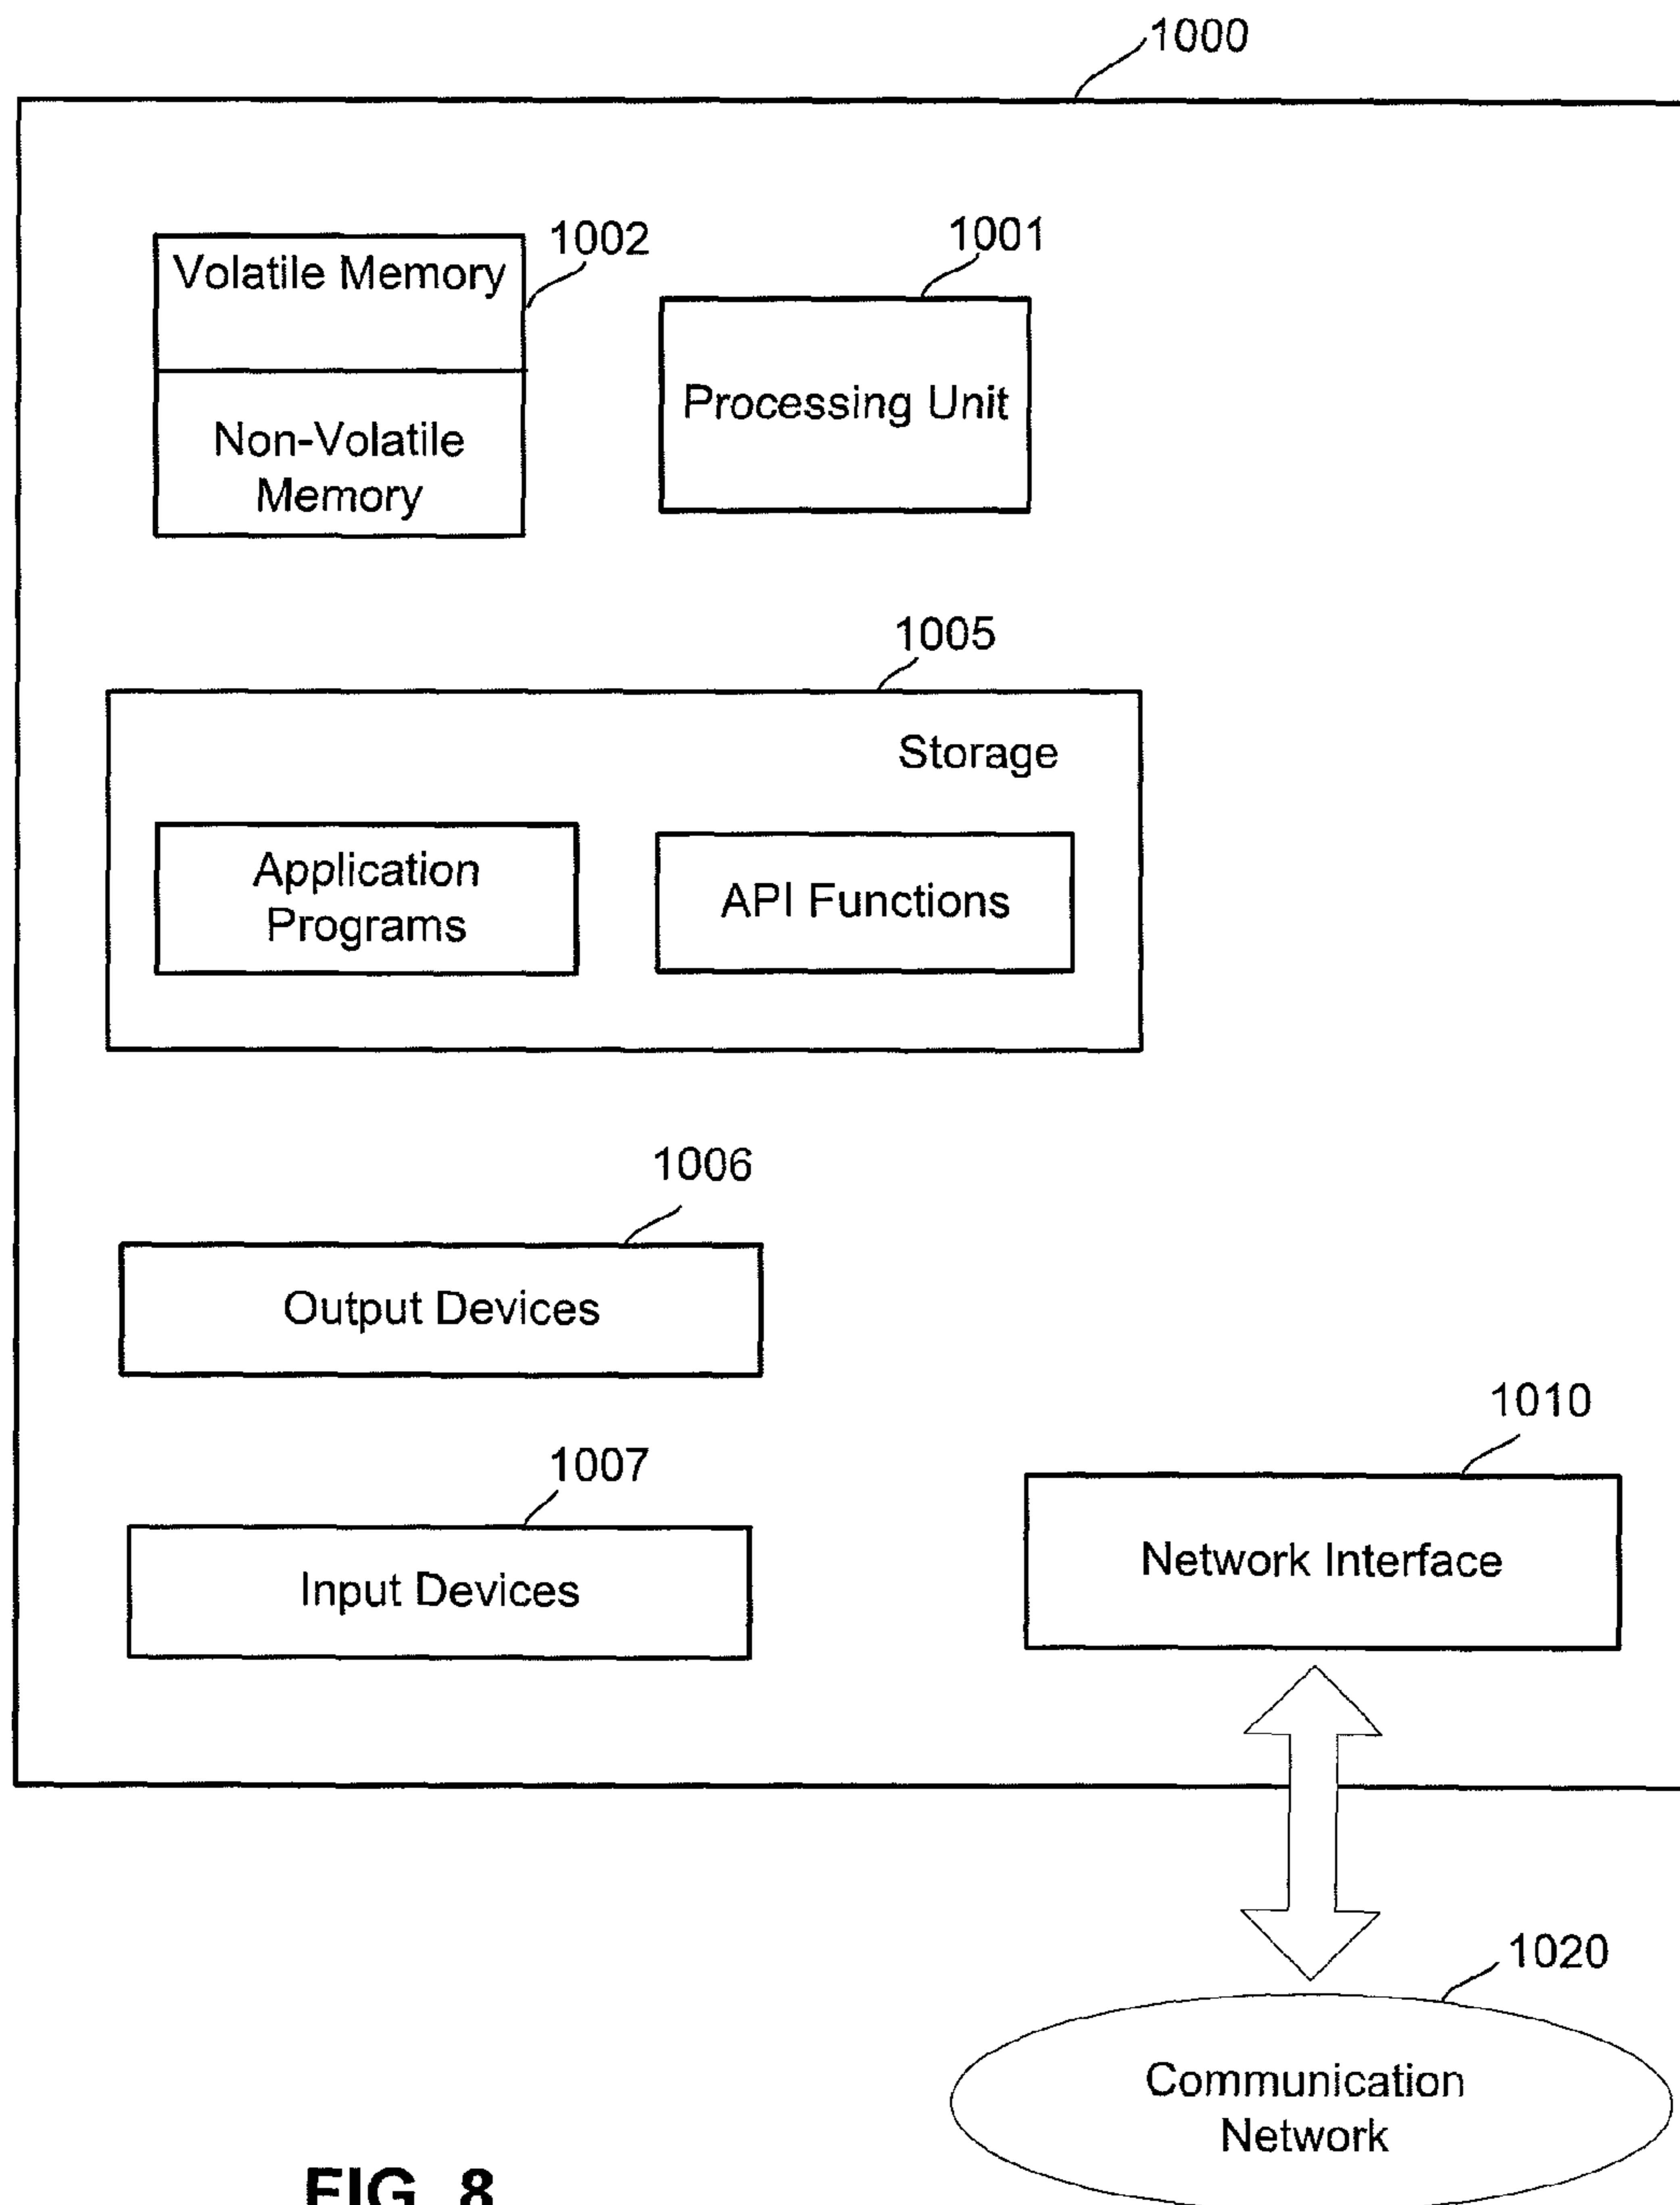 1000
1002
1001
Volatile Memory
Processing Unit
Non-Volatile
Memory
1005
Storage
Application
Programs
API Functions
1006
Output Devices
1010
1007
Network Interface
Input Devices
1020
Communication
Network
FIG. 8